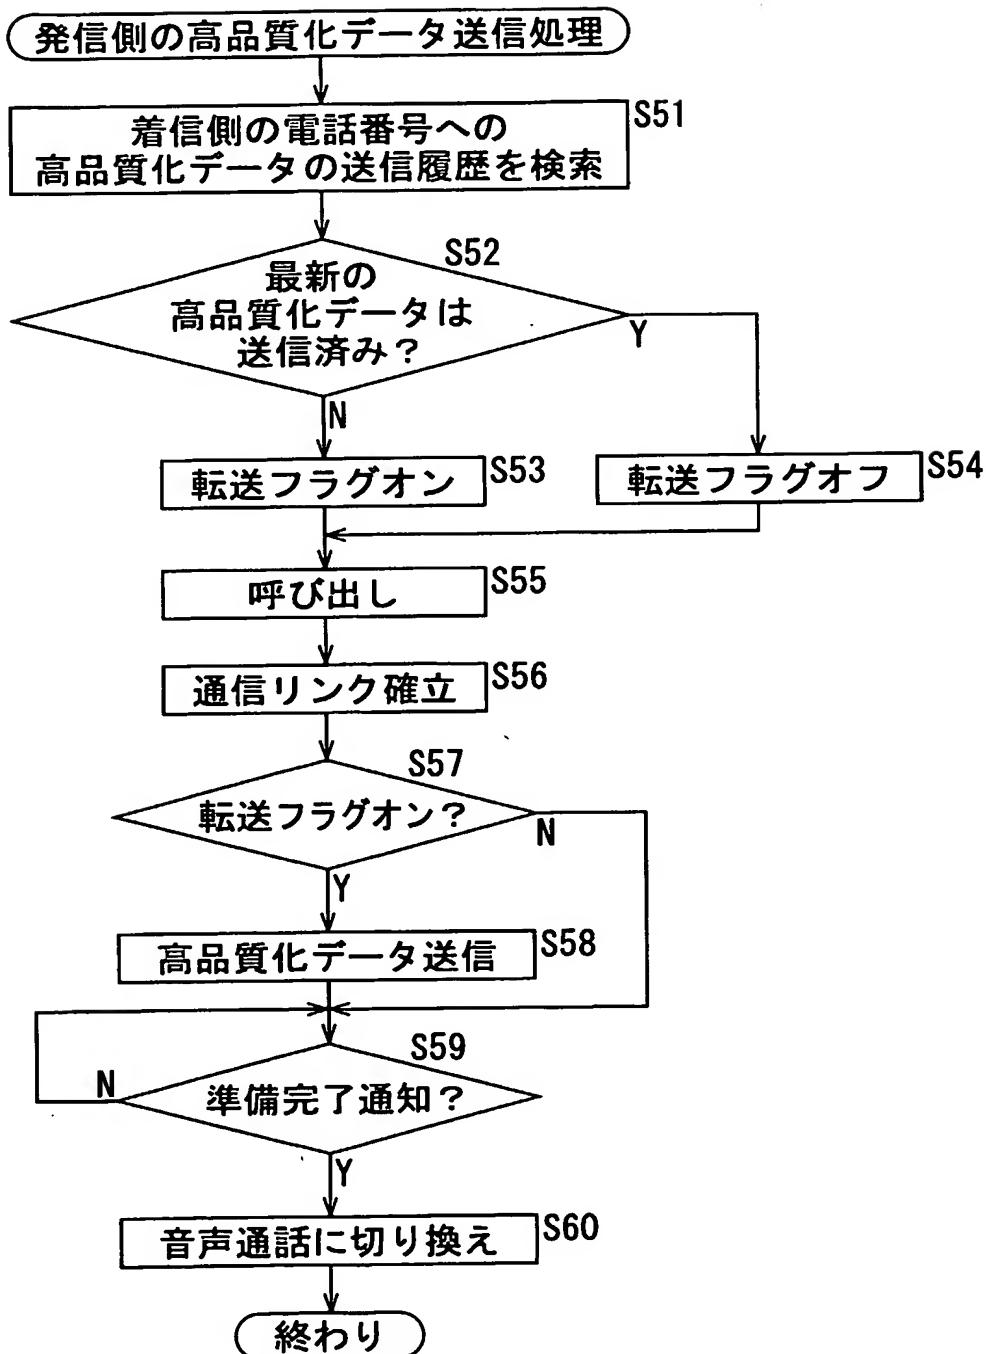 発信側の高品質化データ送信処理
S51
着信側の電話番号への
高品質化データの送信履歴を検索
S52
最新の
高品質化データは
送信済み？
Y
N
転送フラグオン
S53
転送フラグオフ
S54
呼び出し
S55
通信リンク確立
S56
S57
転送フラグオン？
N
Y
高品質化データ送信
S58
S59
準備完了通知？
N
Y
音声通話に切り換え
S60
終わり